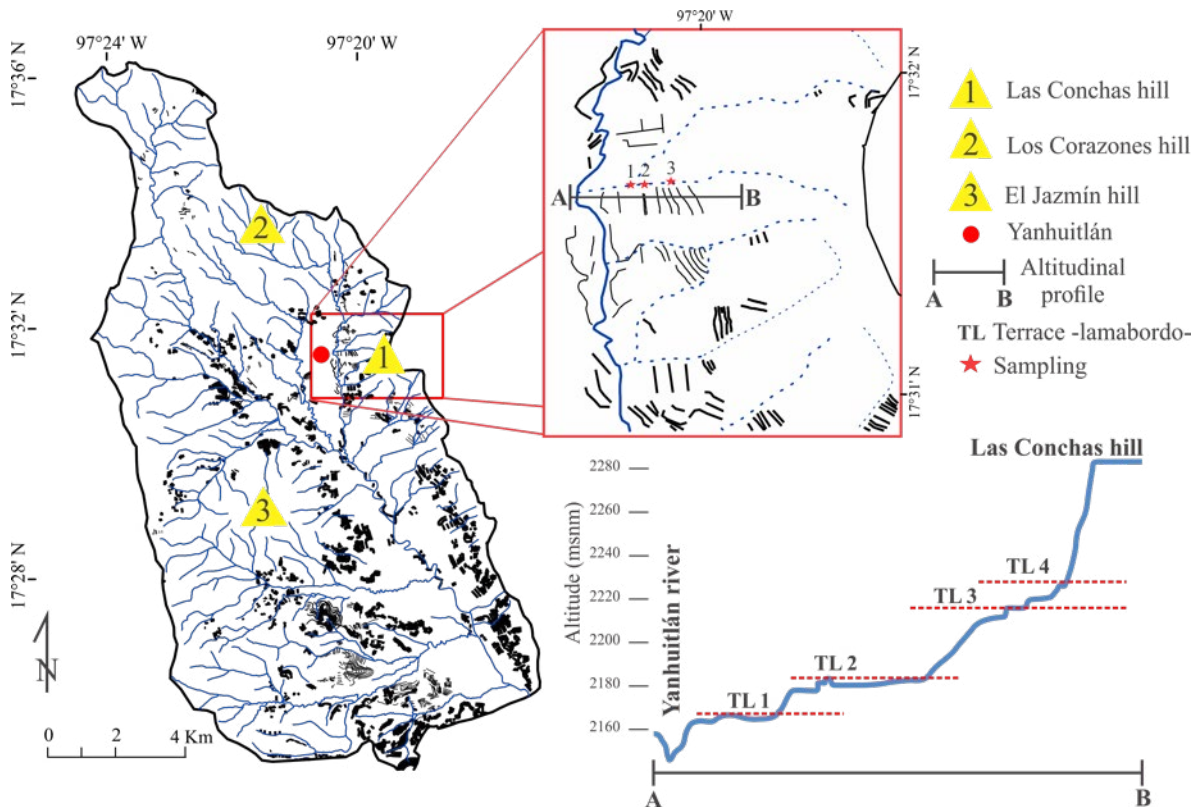 97°24' W
97°20' W
17°36' N
17°32' N
17°28' N
2
1
3
N
0 2 4 Km
97°20' W
17°32' N
17°31' N
1 2 3
A B
1 Las Conchas hill
2 Los Corazones hill
3 El Jazmín hill
Yanhuitlán
A B Altitudinal
profile
TL Terrace -lamabordo-
Sampling
Las Conchas hill
Altitude (msnm)
2280
2260
2240
2220
2200
2180
2160
Yanhuitlán river
TL 1
TL 2
TL 3
TL 4
A B